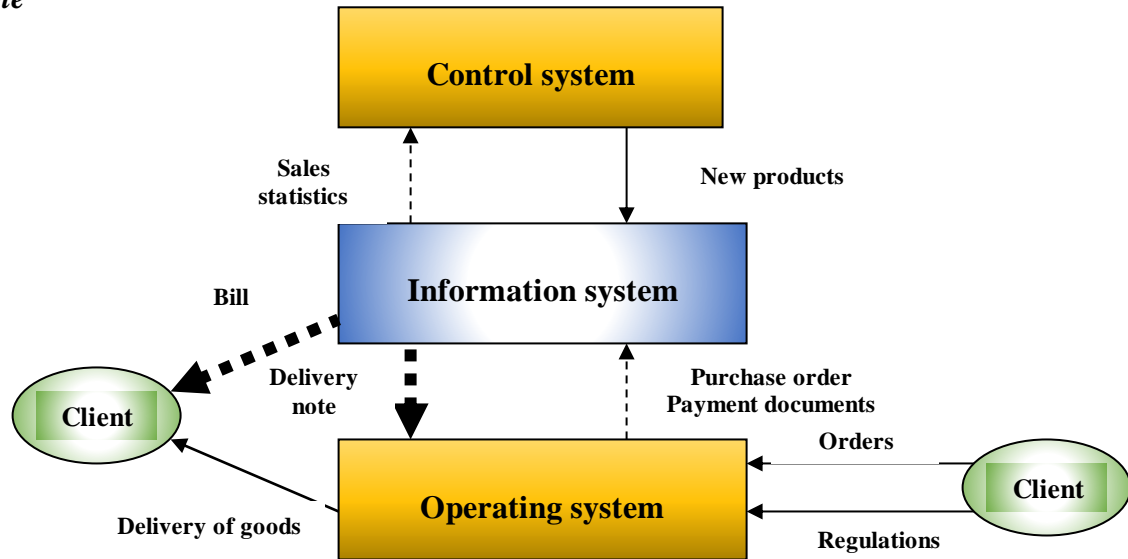 Control system
Sales
statistics
New products
Information system
Bill
Delivery
note
Purchase order
Payment documents
Client
Orders
Client
Operating system
Delivery of goods
Regulations